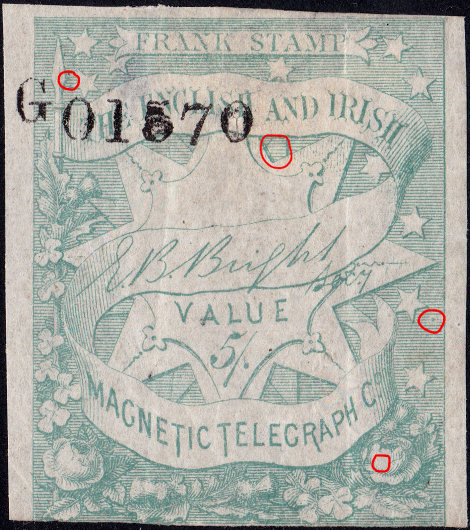 FRANK STAMP
THE ENGLISH AND IRISH
G 01570
E. B. Bright
VALUE
5/.
MAGNETIC TELEGRAPH Co.